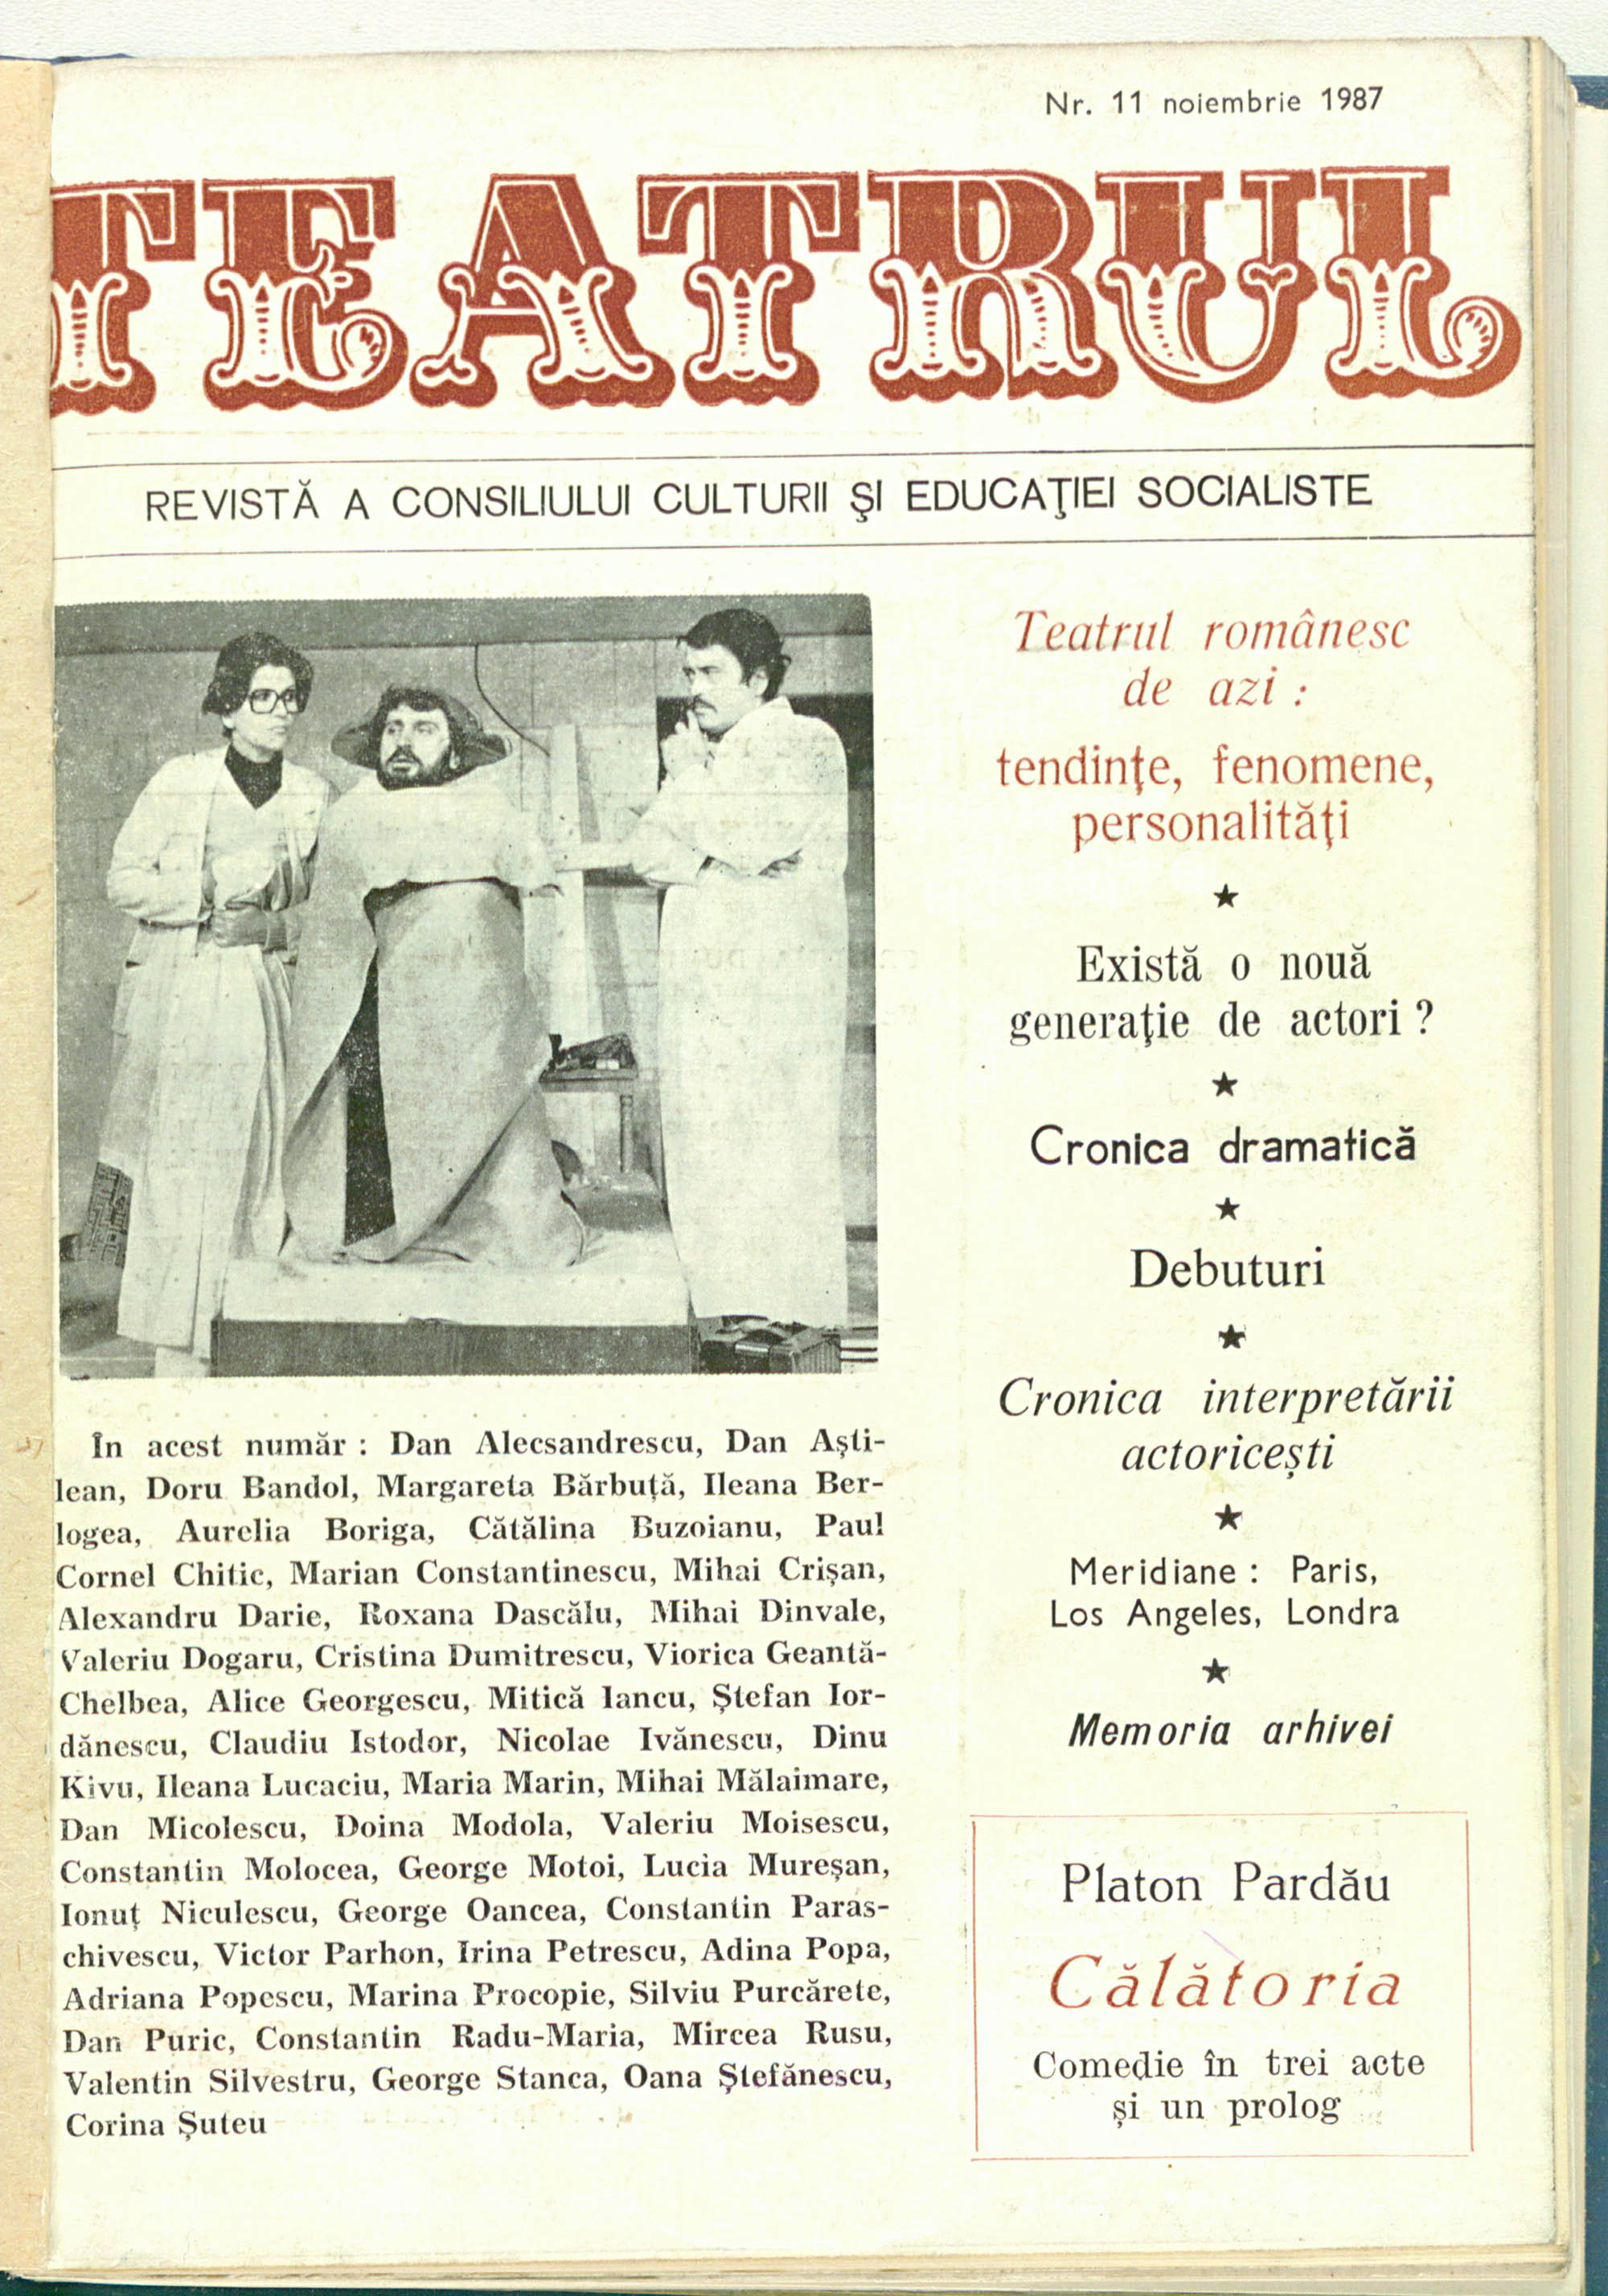 Nr. 11 noiembrie 1987
TEATRUL
REVISTĂ A CONSILIULUI CULTURII ŞI EDUCAŢIEI SOCIALISTE
În acest număr : Dan Alecsandrescu, Dan Aşti-
lean, Doru Bandol, Margareta Bărbuţă, Ileana Ber-
logea, Aurelia Boriga, Cătălina Buzoianu, Paul
Cornel Chitic, Marian Constantinescu, Mihai Crişan,
Alexandru Darie, Roxana Dascălu, Mihai Dinvale,
Valeriu Dogaru, Cristina Dumitrescu, Viorica Geantă-
Chelbea, Alice Georgescu, Mitică Iancu, Ştefan Ior-
dănescu, Claudiu Istodor, Nicolae Ivănescu, Dinu
Kivu, Ileana Lucaciu, Maria Marin, Mihai Mălaimare,
Dan Micolescu, Doina Modola, Valeriu Moisescu,
Constantin Molocea, George Motoi, Lucia Mureşan,
Ionuţ Niculescu, George Oancea, Constantin Paras-
chivescu, Victor Parhon, Irina Petrescu, Adina Popa,
Adriana Popescu, Marina Procopie, Silviu Purcărete,
Dan Puric, Constantin Radu-Maria, Mircea Rusu,
Valentin Silvestru, George Stanca, Oana Ştefănescu,
Corina Şuteu
Teatrul românesc
de azi :
tendinţe, fenomene,
personalităţi
★
Există o nouă
generaţie de actori ?
★
Cronica dramatică
★
Debuturi
★
Cronica interpretării
actoriceşti
★
Meridiane : Paris,
Los Angeles, Londra
★
Memoria arhivei
Platon Pardău
Călătoria
Comedie în trei acte
şi un prolog